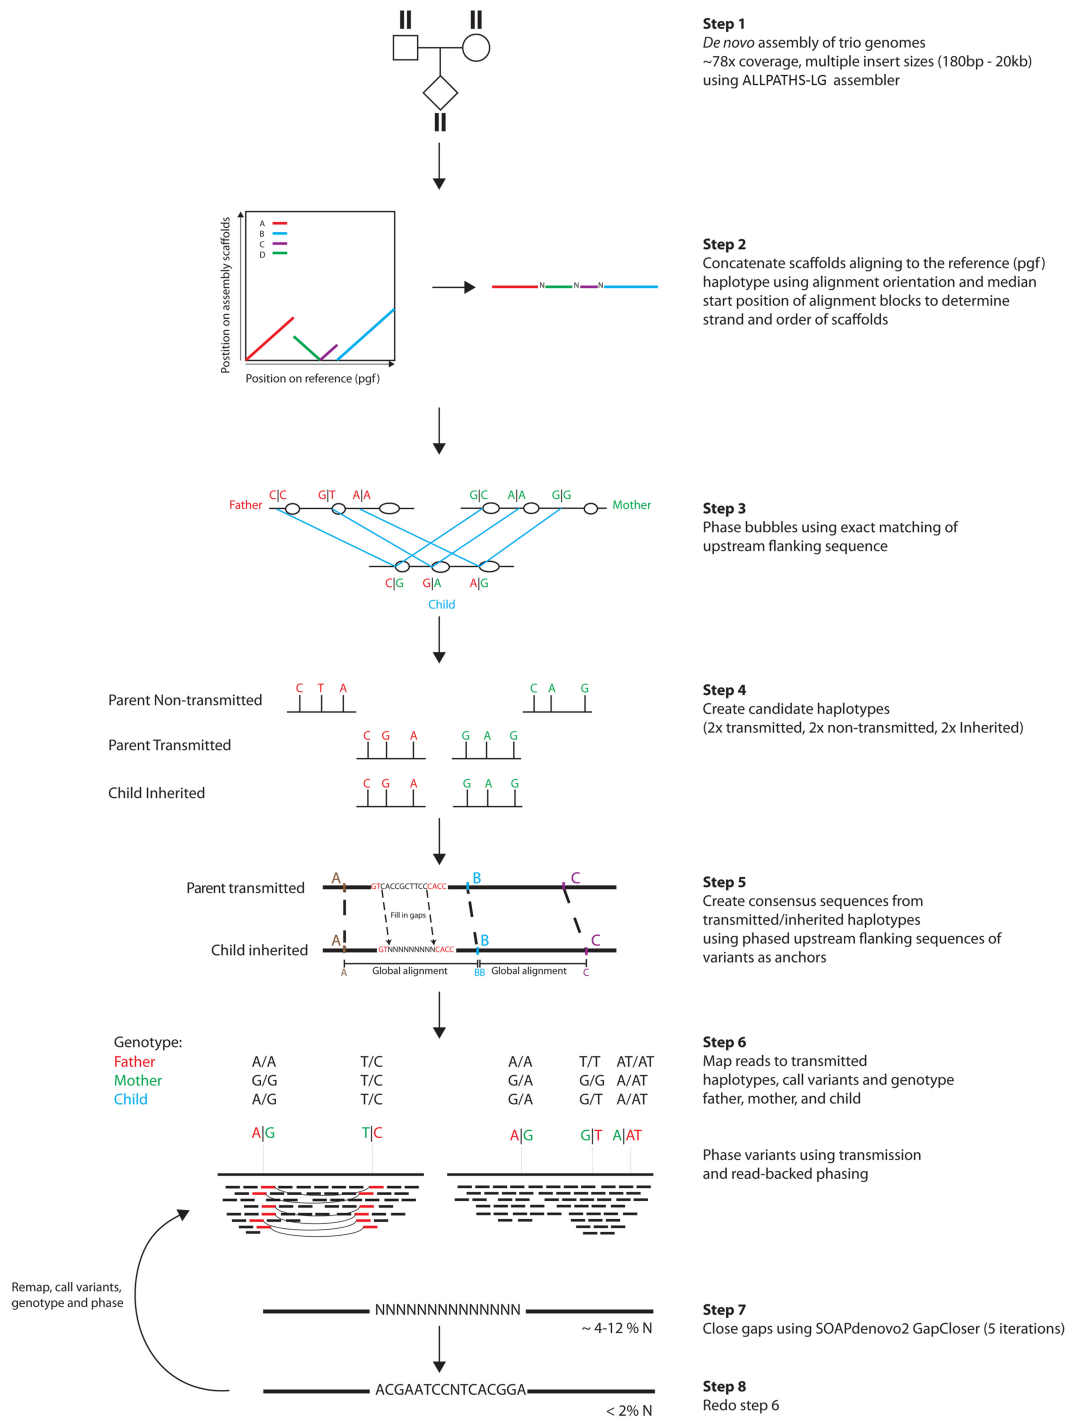 Step 1
De novo assembly of trio genomes
~78x coverage, multiple insert sizes (180bp - 20kb)
using ALLPATHS-LG assembler
Postition on assembly scaffolds
A
B
C
D
Position on reference (pgf)
N N N
Step 2
Concatenate scaffolds aligning to the reference (pgf)
haplotype using alignment orientation and median
start position of alignment blocks to determine
strand and order of scaffolds
C|C G|T A|A G|C A|A G|G
Father Mother
C|G G|A A|G
Child
Step 3
Phase bubbles using exact matching of
upstream flanking sequence
Parent Non-transmitted C T A C A G
Parent Transmitted C G A G A G
Child Inherited C G A G A G
Step 4
Create candidate haplotypes
(2x transmitted, 2x non-transmitted, 2x Inherited)
A B C
Parent transmitted GTCACCGCTTCCCACC
Fill in gaps
A B C
Child inherited GTNNNNNNNNNNCACC
A Global alignment BB Global alignment C
Step 5
Create consensus sequences from
transmitted/inherited haplotypes
using phased upstream flanking sequences of
variants as anchors
Genotype:
Father A/A T/C A/A T/T AT/AT
Mother G/G T/C G/A G/G A/AT
Child A/G T/C G/A G/T A/AT
A|G T|C A|G G|T A|AT
Step 6
Map reads to transmitted
haplotypes, call variants and genotype
father, mother, and child
Phase variants using transmission
and read-backed phasing
Remap, call variants,
genotype and phase
NNNNNNNNNNNNNN
~ 4-12 % N
Step 7
Close gaps using SOAPdenovo2 GapCloser (5 iterations)
ACGAATCCNTCACGGA
< 2% N
Step 8
Redo step 6